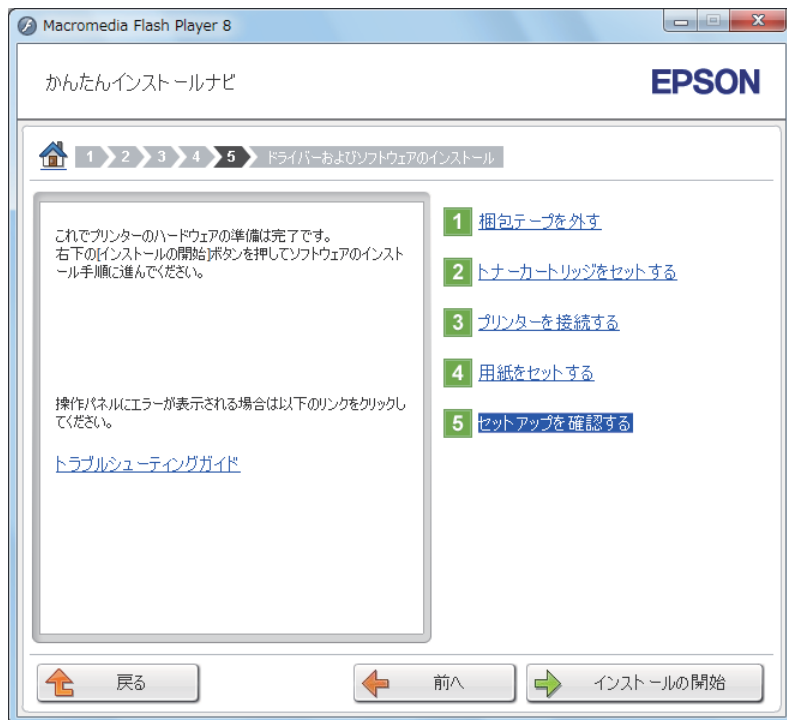 Macromedia Flash Player 8
かんたんインストールナビ
EPSON
1 2 3 4 5 ドライバーおよびソフトウェアのインストール
これでプリンターのハードウェアの準備は完了です。
右下の[インストールの開始]ボタンを押してソフトウェアのインスト
ール手順に進んでください。
操作パネルにエラーが表示される場合は以下のリンクをクリックし
てください。
トラブルシューティングガイド
1 梱包テープを外す
2 トナーカートリッジをセットする
3 プリンターを接続する
4 用紙をセットする
5 セットアップを確認する
戻る
前へ
インストールの開始